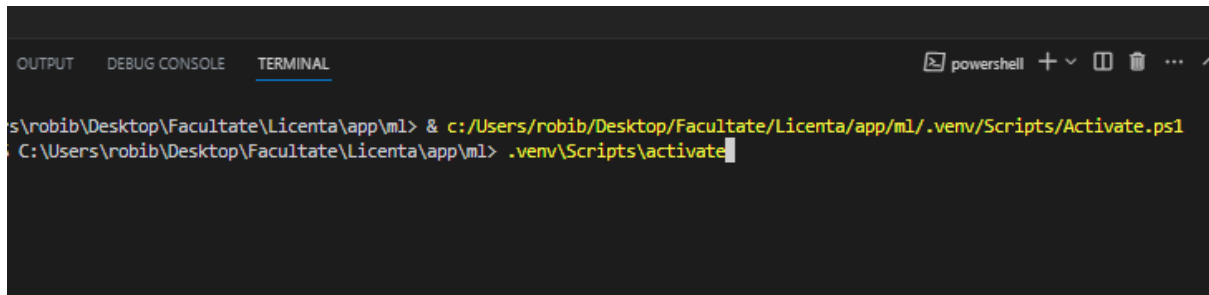 OUTPUT DEBUG CONSOLE TERMINAL powershell
s\robib\Desktop\Facultate\Licenta\app\ml> & c:/Users/robib/Desktop/Facultate/Licenta/app/ml/.venv/Scripts/Activate.ps1
C:\Users\robib\Desktop\Facultate\Licenta\app\ml> .venv\Scripts\activate